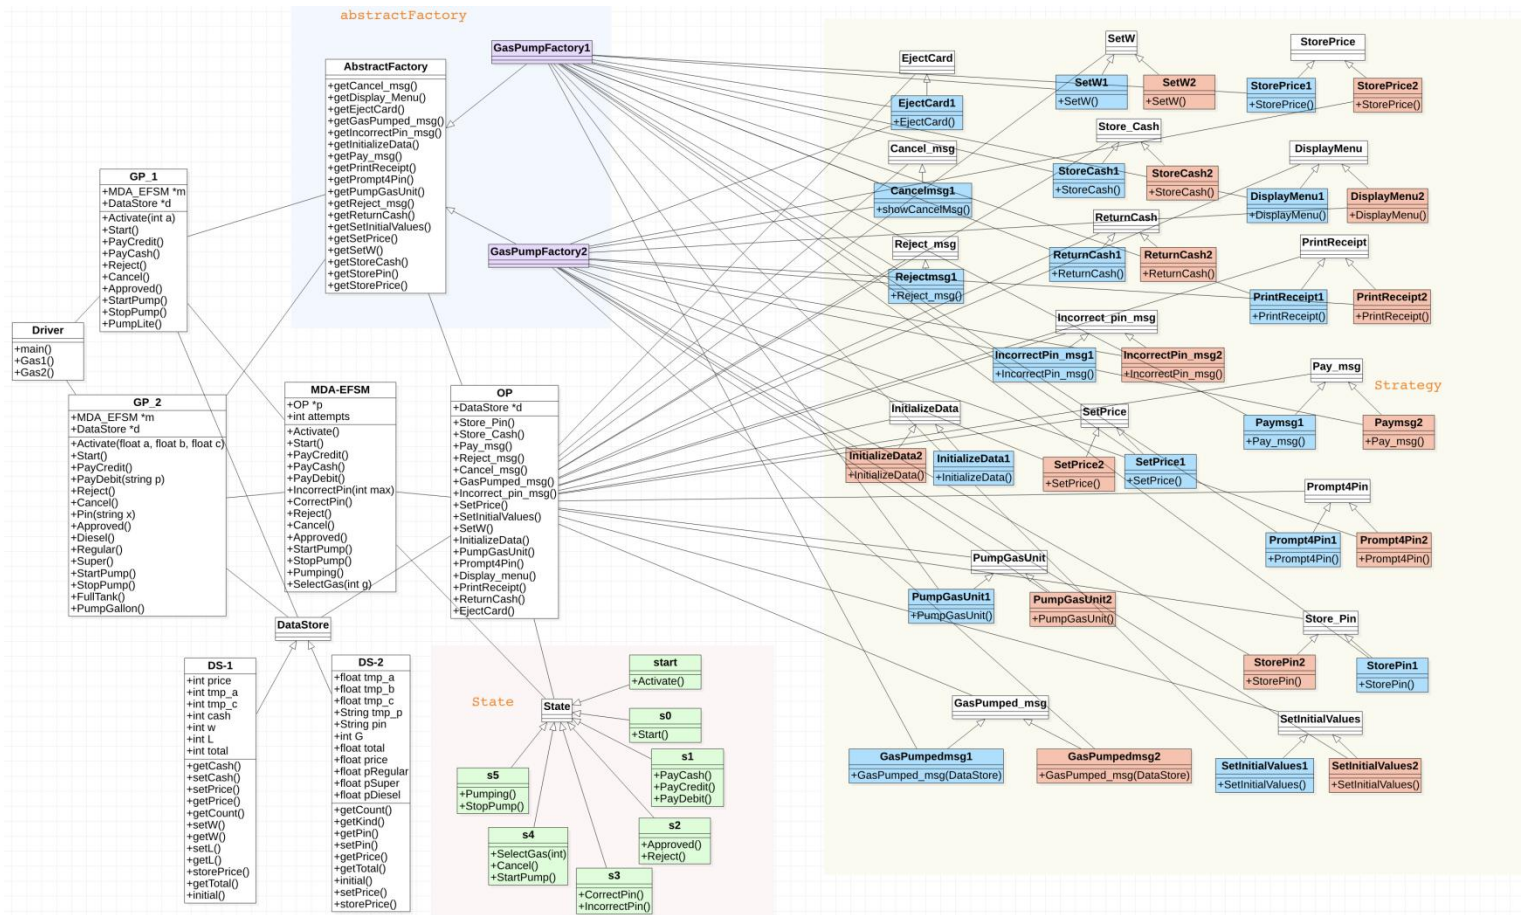 abstractFactory
AbstractFactory
+getCancel_msg()
+getDisplay_Menu()
+getEjectCard()
+getGasPumped_msg()
+getIncorrectPin_msg()
+getInitializeData()
+getPay_msg()
+getPrintReceipt()
+getPrompt4Pin()
+getPumpGasUnit()
+getReject_msg()
+getReturnCash()
+getSetInitialValues()
+getSetPrice()
+getSetW()
+getStoreCash()
+getStorePin()
+getStorePrice()
GasPumpFactory1
GasPumpFactory2
GP_1
+MDA_EFSM *m
+DataStore *d
+Activate(int a)
+Start()
+PayCredit()
+PayCash()
+Reject()
+Cancel()
+Approved()
+StartPump()
+StopPump()
+PumpLite()
Driver
+main()
+Gas1()
+Gas2()
GP_2
+MDA_EFSM *m
+DataStore *d
+Activate(float a, float b, float c)
+Start()
+PayCredit()
+PayDebit(string p)
+Reject()
+Cancel()
+Pin(string x)
+Approved()
+Diesel()
+Regular()
+Super()
+StartPump()
+StopPump()
+FullTank()
+PumpGallon()
MDA-EFSM
+OP *p
+int attempts
+Activate()
+Start()
+PayCredit()
+PayCash()
+PayDebit()
+IncorrectPin(int max)
+CorrectPin()
+Reject()
+Cancel()
+Approved()
+StartPump()
+StopPump()
+Pumping()
+SelectGas(int g)
OP
+DataStore *d
+Store_Pin()
+Store_Cash()
+Pay_msg()
+Reject_msg()
+Cancel_msg()
+GasPumped_msg()
+Incorrect_pin_msg()
+SetPrice()
+SetInitialValues()
+SetW()
+InitializeData()
+PumpGasUnit()
+Prompt4Pin()
+Display_menu()
+PrintReceipt()
+ReturnCash()
+EjectCard()
DataStore
DS-1
+int price
+int tmp_a
+int tmp_c
+int cash
+int w
+int L
+int total
+getCash()
+setCash()
+setPrice()
+getPrice()
+getCount()
+setW()
+getW()
+setL()
+getL()
+storePrice()
+getTotal()
+initial()
DS-2
+float tmp_a
+float tmp_b
+float tmp_c
+String tmp_p
+String pin
+int G
+float total
+float price
+float pRegular
+float pSuper
+float pDiesel
+getCount()
+getKind()
+getPin()
+setPin()
+getPrice()
+getTotal()
+initial()
+setPrice()
+storePrice()
State
State
start
+Activate()
s0
+Start()
s1
+PayCash()
+PayCredit()
+PayDebit()
s2
+Approved()
+Reject()
s3
+CorrectPin()
+IncorrectPin()
s4
+SelectGas(int)
+Cancel()
+StartPump()
s5
+Pumping()
+StopPump()
Strategy
EjectCard
EjectCard1
+EjectCard()
SetW
SetW1
+SetW()
SetW2
+SetW()
StorePrice
StorePrice1
+StorePrice()
StorePrice2
+StorePrice()
Cancel_msg
Cancelmsg1
+showCancelMsg()
Store_Cash
StoreCash1
+StoreCash()
StoreCash2
+StoreCash()
DisplayMenu
DisplayMenu1
+DisplayMenu()
DisplayMenu2
+DisplayMenu()
Reject_msg
Rejectmsg1
+Reject_msg()
ReturnCash
ReturnCash1
+ReturnCash()
ReturnCash2
+ReturnCash()
PrintReceipt
PrintReceipt1
+PrintReceipt()
PrintReceipt2
+PrintReceipt()
Incorrect_pin_msg
IncorrectPin_msg1
+IncorrectPin_msg()
IncorrectPin_msg2
+IncorrectPin_msg()
Pay_msg
Paymsg1
+Pay_msg()
Paymsg2
+Pay_msg()
InitializeData
InitializeData2
+InitializeData()
InitializeData1
+InitializeData()
SetPrice
SetPrice2
+SetPrice()
SetPrice1
+SetPrice()
Prompt4Pin
Prompt4Pin1
+Prompt4Pin()
Prompt4Pin2
+Prompt4Pin()
PumpGasUnit
PumpGasUnit1
+PumpGasUnit()
PumpGasUnit2
+PumpGasUnit()
Store_Pin
StorePin2
+StorePin()
StorePin1
+StorePin()
GasPumped_msg
GasPumpedmsg1
+GasPumped_msg(DataStore)
GasPumpedmsg2
+GasPumped_msg(DataStore)
SetInitialValues
SetInitialValues1
+SetInitialValues()
SetInitialValues2
+SetInitialValues()